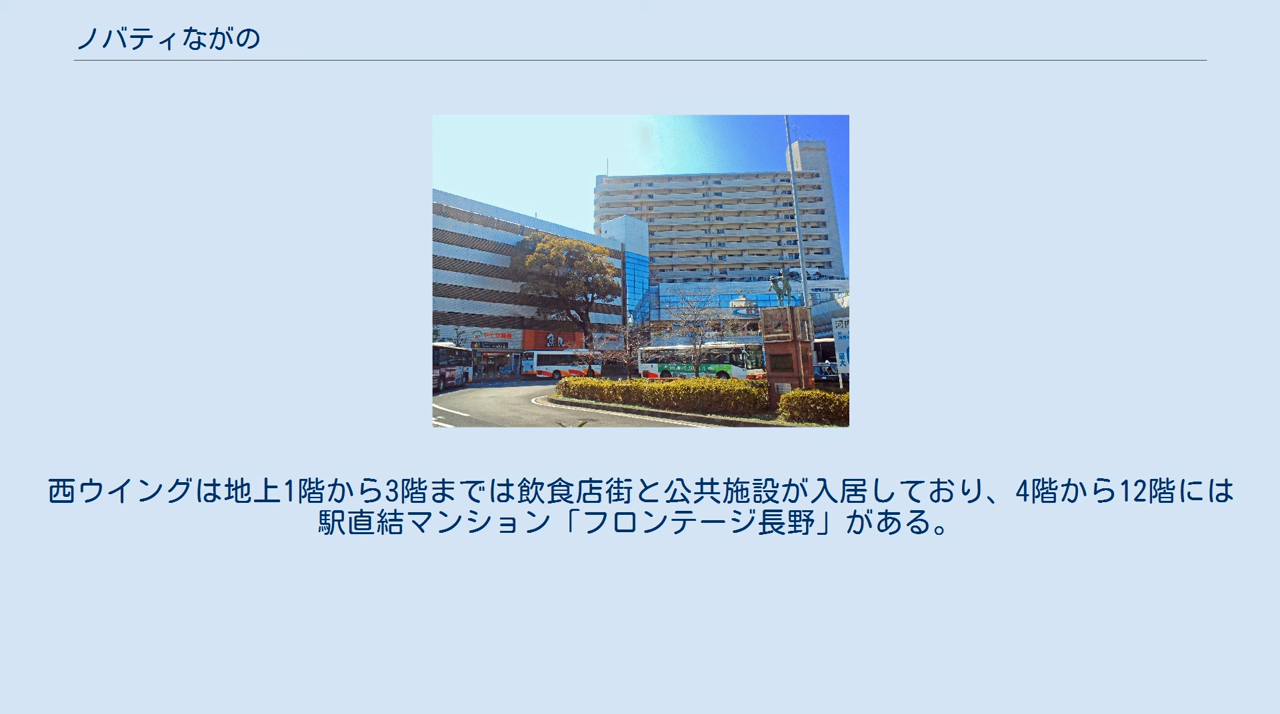 ノバティながの
西ウイングは地上1階から3階までは飲食店街と公共施設が入居しており、4階から12階には
駅直結マンション「フロンテージ長野」がある。